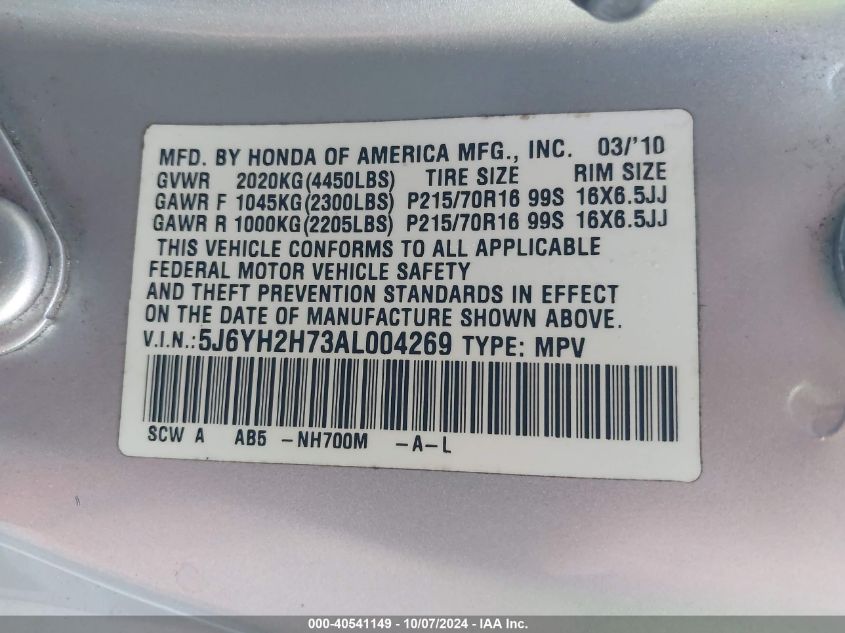 MFD. BY HONDA OF AMERICA MFG., INC. 03/'10
GVWR 2020KG(4450LBS) TIRE SIZE RIM SIZE
GAWR F 1045KG(2300LBS) P215/70R16 99S 16X6.5JJ
GAWR R 1000KG(2205LBS) P215/70R16 99S 16X6.5JJ
THIS VEHICLE CONFORMS TO ALL APPLICABLE
FEDERAL MOTOR VEHICLE SAFETY
AND THEFT PREVENTION STANDARDS IN EFFECT
ON THE DATE OF MANUFACTURE SHOWN ABOVE.
V.I.N.:5J6YH2H73AL004269 TYPE: MPV
SCW A AB5 -NH700M -A-L
000-40541149 - 10/07/2024 - IAA Inc.